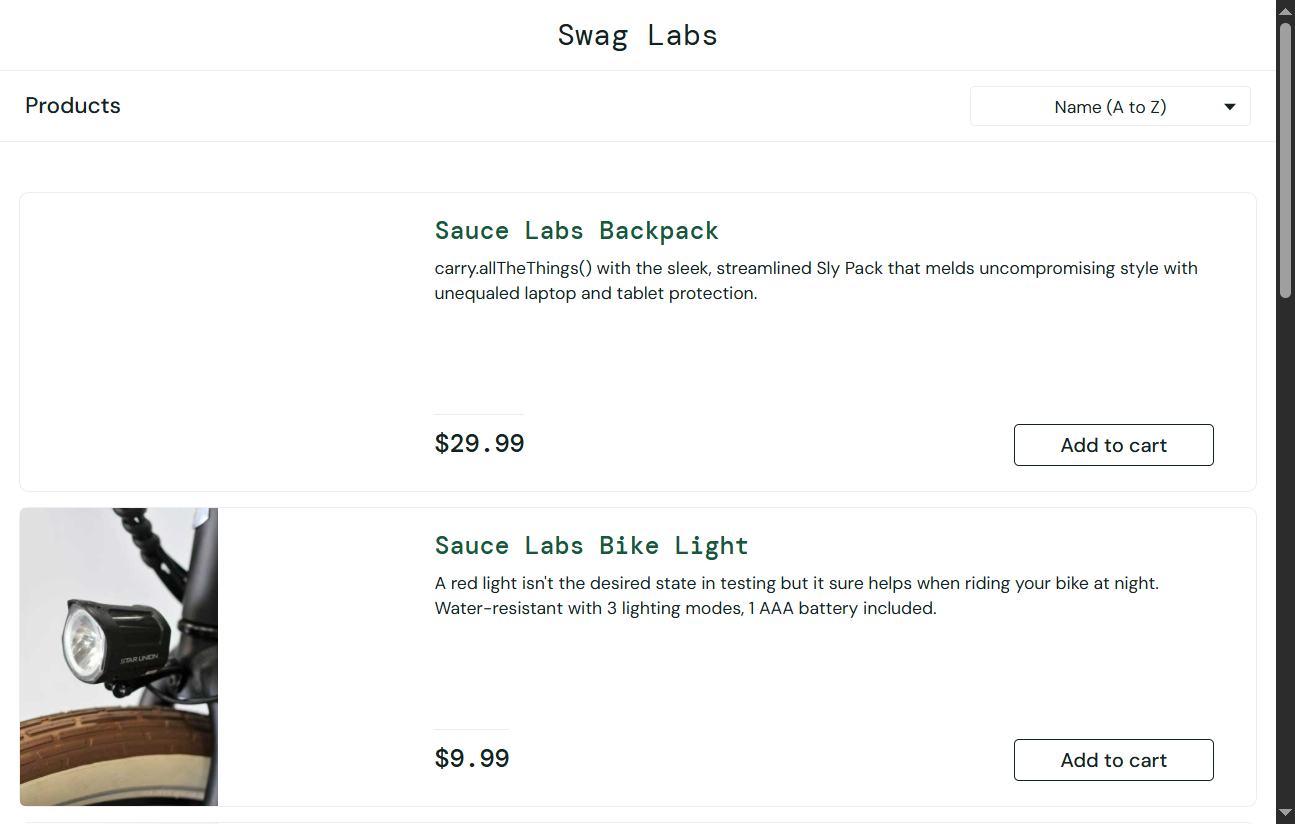 Swag Labs
Products
Name (A to Z)
Sauce Labs Backpack
carry.allTheThings() with the sleek, streamlined Sly Pack that melds uncompromising style with
unequaled laptop and tablet protection.
$29.99
Add to cart
Sauce Labs Bike Light
A red light isn't the desired state in testing but it sure helps when riding your bike at night.
Water-resistant with 3 lighting modes, 1 AAA battery included.
STAR UNION
$9.99
Add to cart